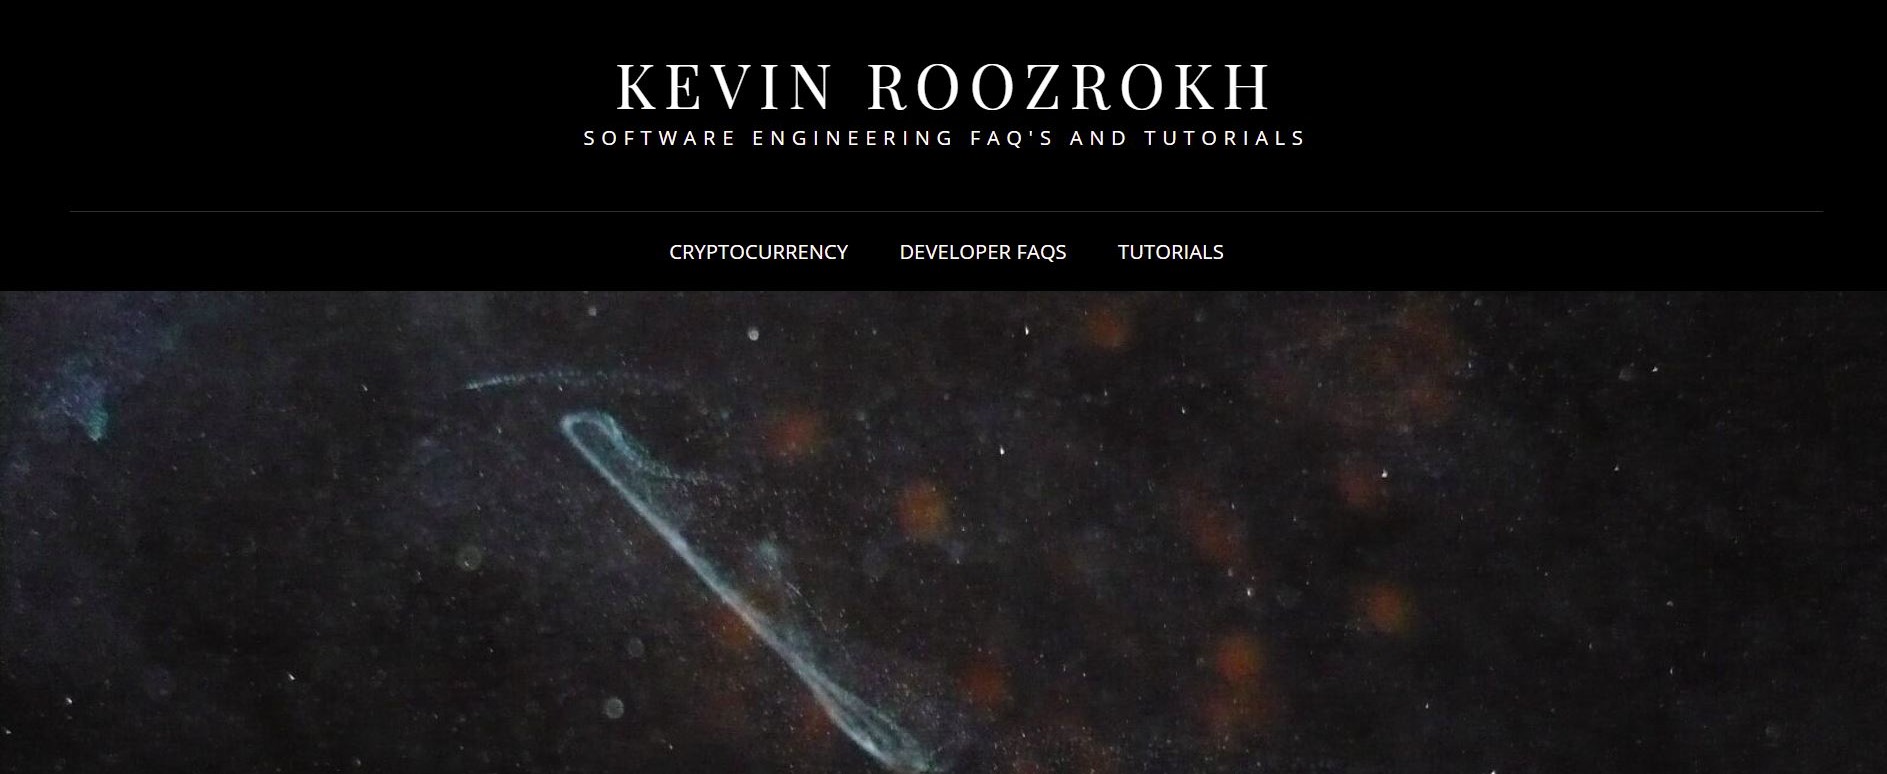 KEVIN ROOZROKH
SOFTWARE ENGINEERING FAQ'S AND TUTORIALS
CRYPTOCURRENCY DEVELOPER FAQS TUTORIALS